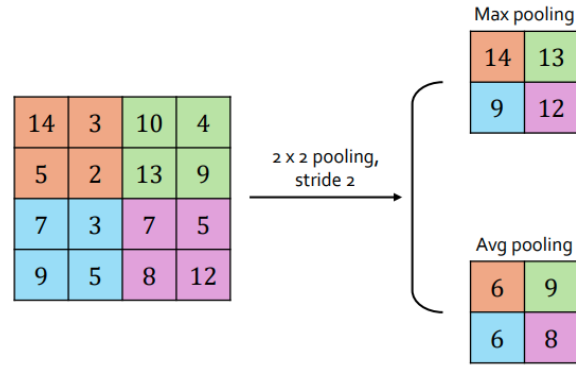 Max pooling
14 13
9 12
14 3 10 4
5 2 13 9
7 3 7 5
9 5 8 12
2 x 2 pooling,
stride 2
Avg pooling
6 9
6 8